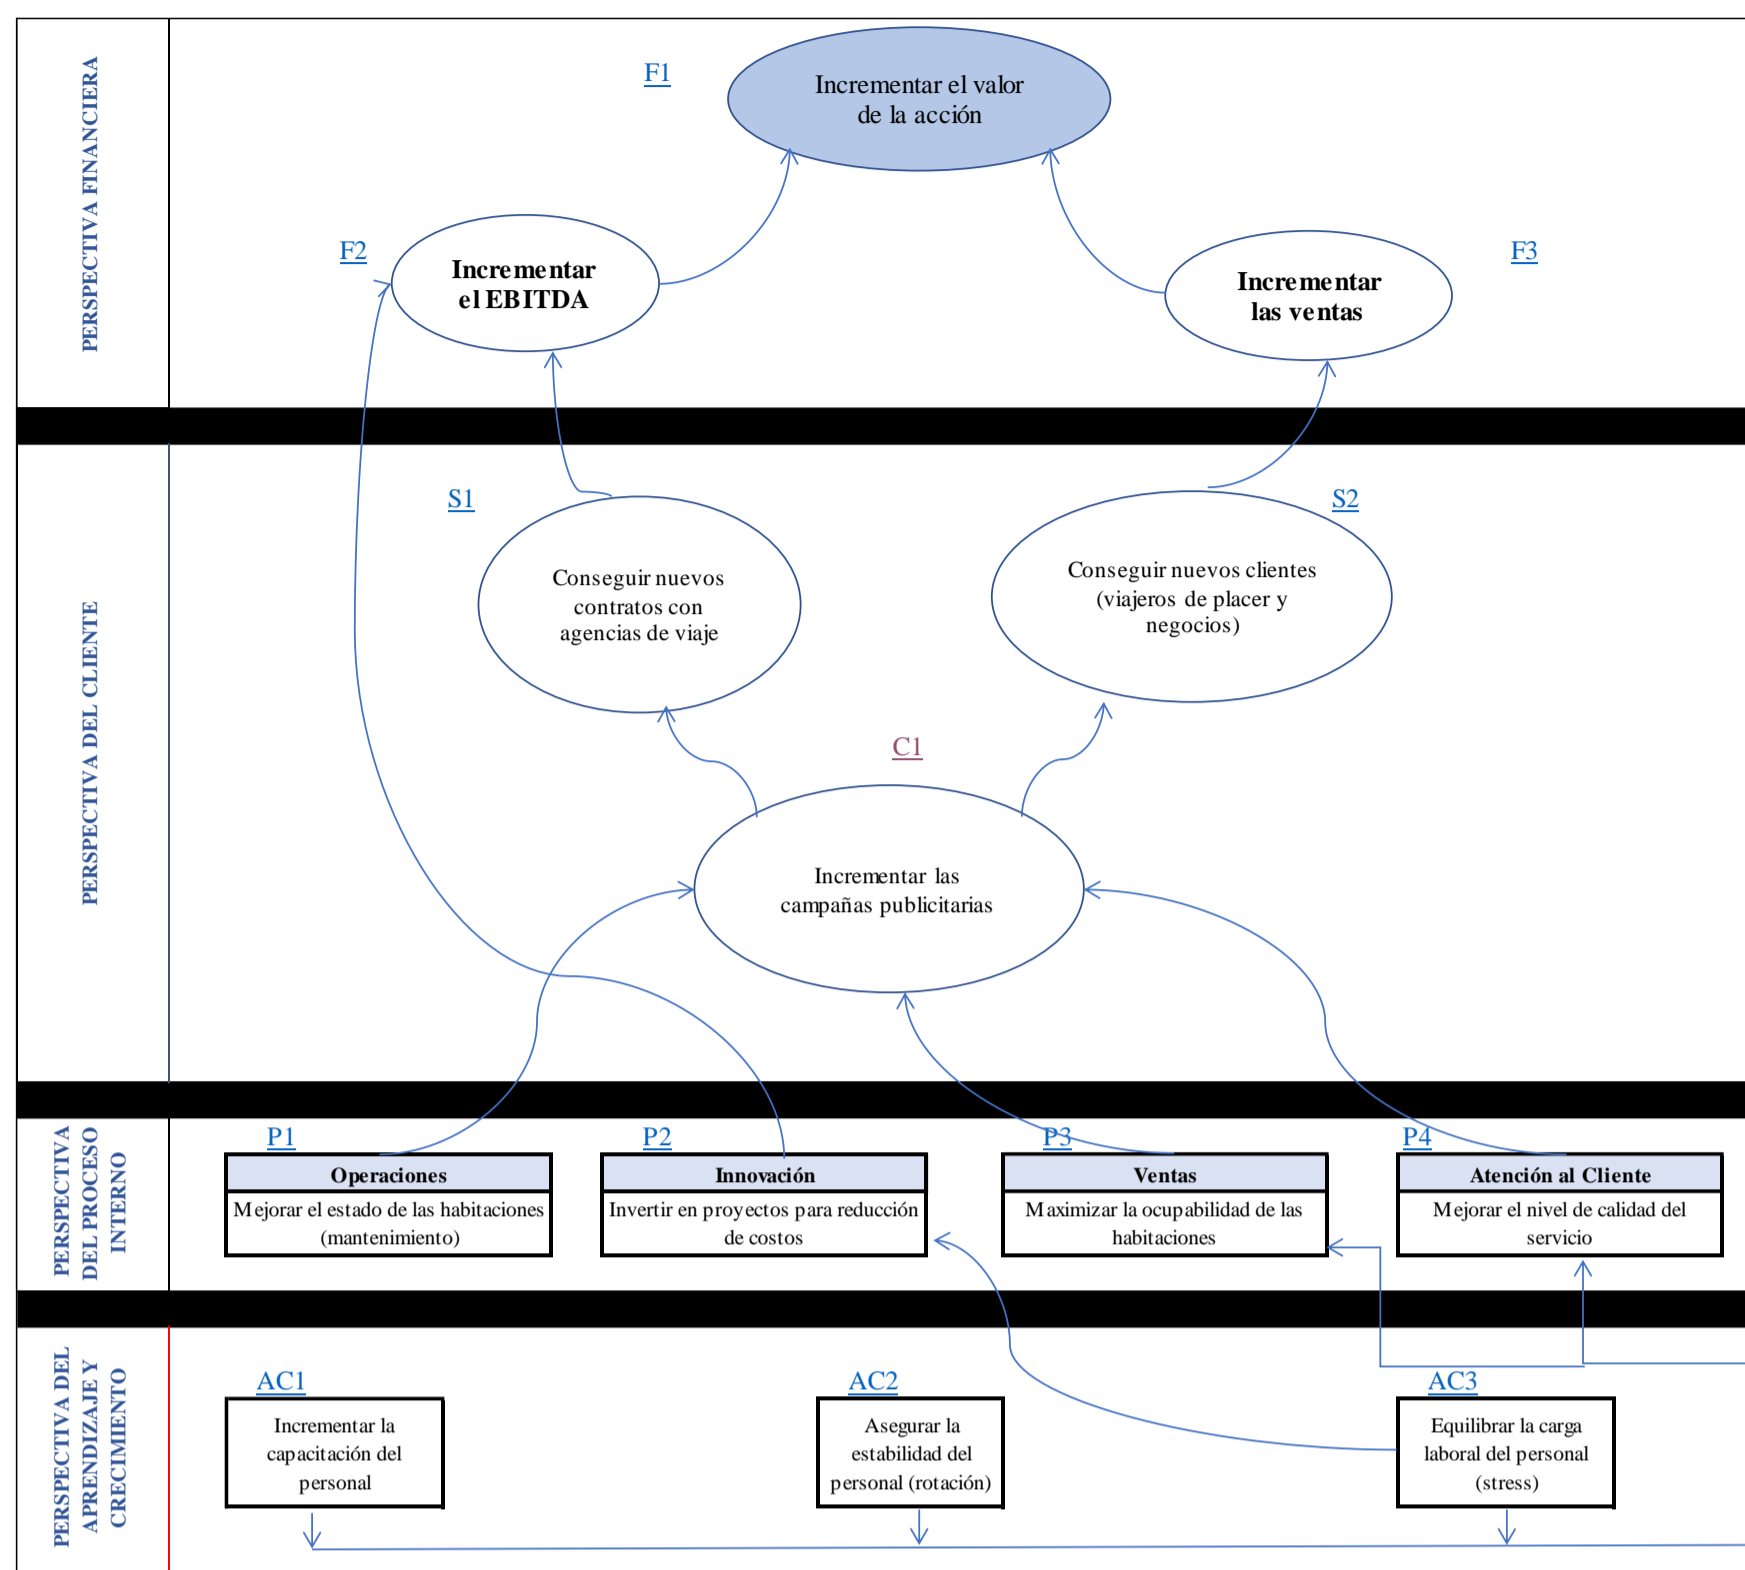 PERSPECTIVA FINANCIERA
F1
Incrementar el valor
de la acción
F2
Incrementar
el EBITDA
F3
Incrementar
las ventas
PERSPECTIVA DEL CLIENTE
S1
Conseguir nuevos
contratos con
agencias de viaje
S2
Conseguir nuevos clientes
(viajeros de placer y
negocios)
C1
Incrementar las
campañas publicitarias
PERSPECTIVA
DEL PROCESO
INTERNO
P1
Operaciones
Mejorar el estado de las habitaciones
(mantenimiento)
P2
Innovación
Invertir en proyectos para reducción
de costos
P3
Ventas
Maximizar la ocupabilidad de las
habitaciones
P4
Atención al Cliente
Mejorar el nivel de calidad del
servicio
PERSPECTIVA DEL
APRENDIZAJE Y
CRECIMIENTO
AC1
Incrementar la
capacitación del
personal
AC2
Asegurar la
estabilidad del
personal (rotación)
AC3
Equilibrar la carga
laboral del personal
(stress)